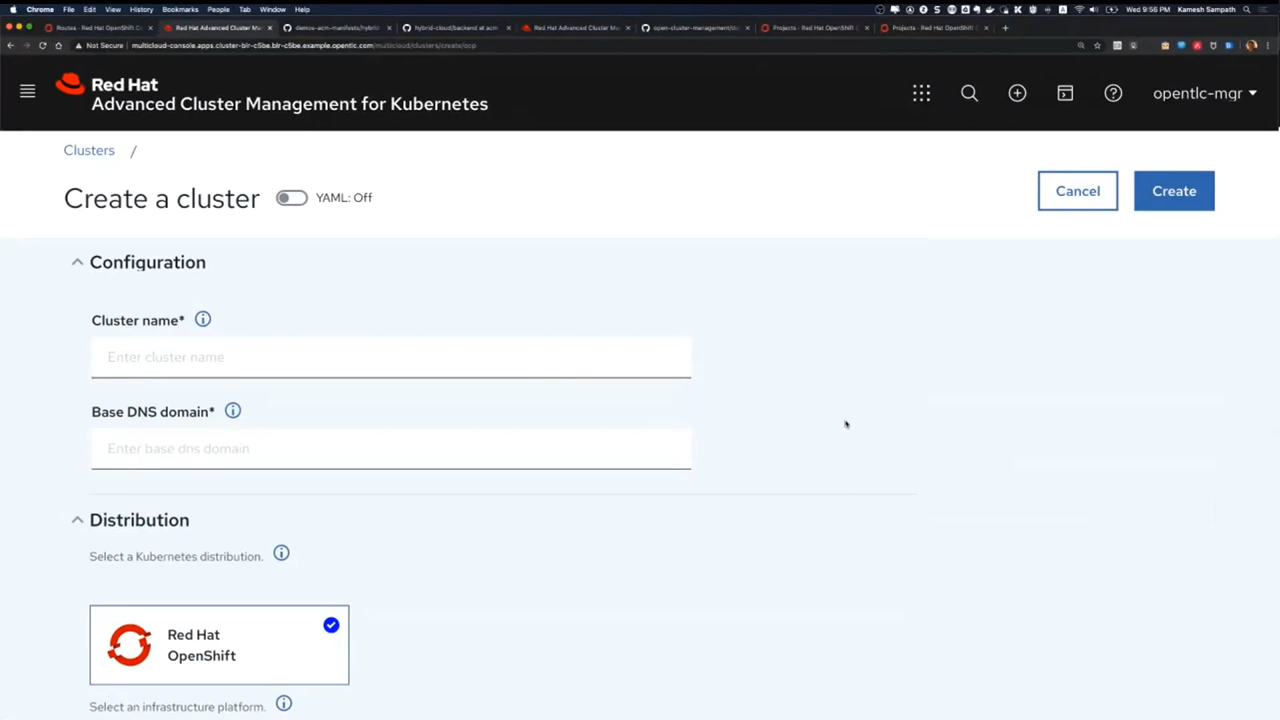 Chrome File Edit View History Bookmarks People Tab Window Help Wed 9:56 PM Kamesh Sampath
Routes · Red Hat OpenShift C Red Hat Advanced Cluster Ma demos-acm-manifests/hybrid- hybrid-cloud/backend at acm Red Hat Advanced Cluster Ma open-cluster-management/ Projects · Red Hat OpenShift Projects · Red Hat OpenShift C
Not Secure multicloud-console.apps.cluster-blr-c5be.blr-c5be.example.opentlc.com/multicloud/clusters/create/ocp
Red Hat
Advanced Cluster Management for Kubernetes
opentlc-mgr
Clusters /
Create a cluster YAML: Off
Cancel Create
Configuration
Cluster name*
Enter cluster name
Base DNS domain*
Enter base dns domain
Distribution
Select a Kubernetes distribution.
Red Hat
OpenShift
Select an infrastructure platform.